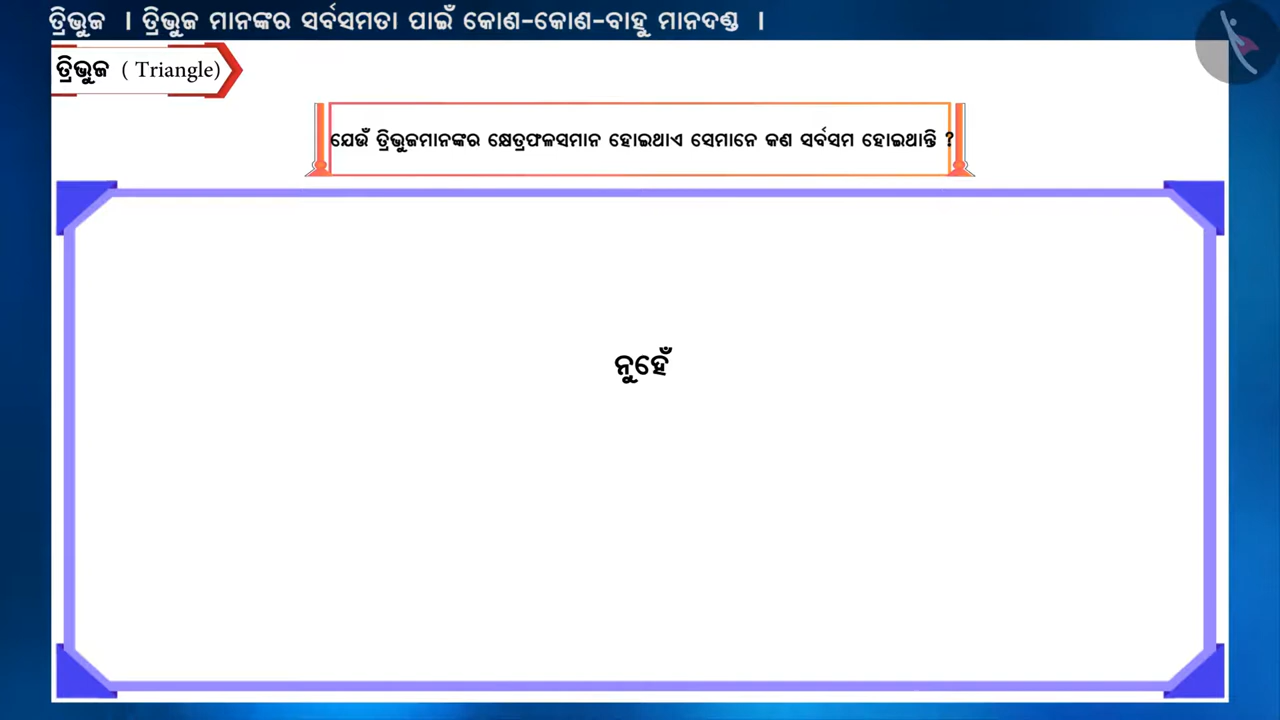 ତ୍ରିଭୁଜ । ତ୍ରିଭୁଜ ମାନଙ୍କର ସର୍ବସମତା ପାଇଁ କୋଣ-କୋଣ-ବାହୁ ମାନଦଣ୍ଡ ।
ତ୍ରିଭୁଜ ( Triangle)
ଯେଉଁ ତ୍ରିଭୁଜମାନଙ୍କର କ୍ଷେତ୍ରଫଳସମାନ ହୋଇଥାଏ ସେମାନେ କଣ ସର୍ବସମ ହୋଇଥାନ୍ତି ?
ନୁହେଁ